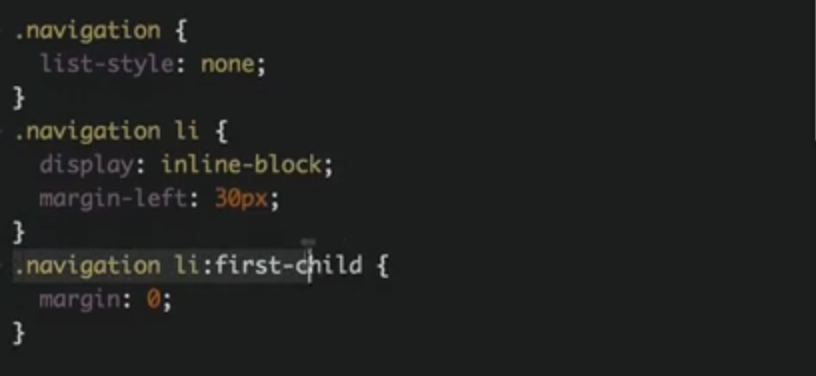 .navigation {
  list-style: none;
}
.navigation li {
  display: inline-block;
  margin-left: 30px;
}
.navigation li:first-child {
  margin: 0;
}